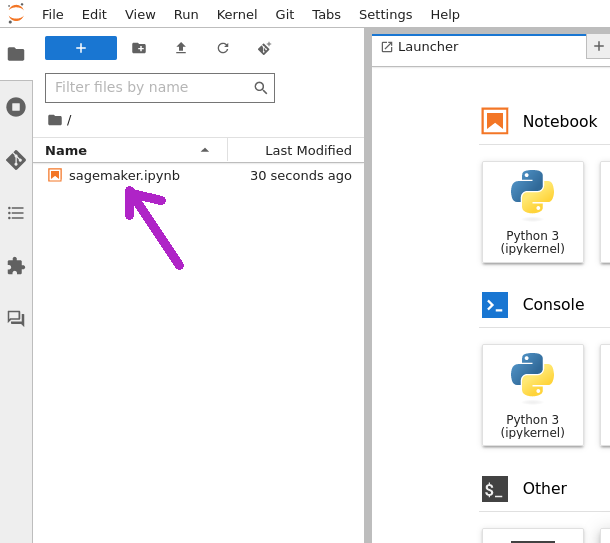 File Edit View Run Kernel Git Tabs Settings Help
Launcher
Filter files by name
/
Name Last Modified
sagemaker.ipynb 30 seconds ago
Notebook
Python 3
(ipykernel)
Console
Python 3
(ipykernel)
$_ Other